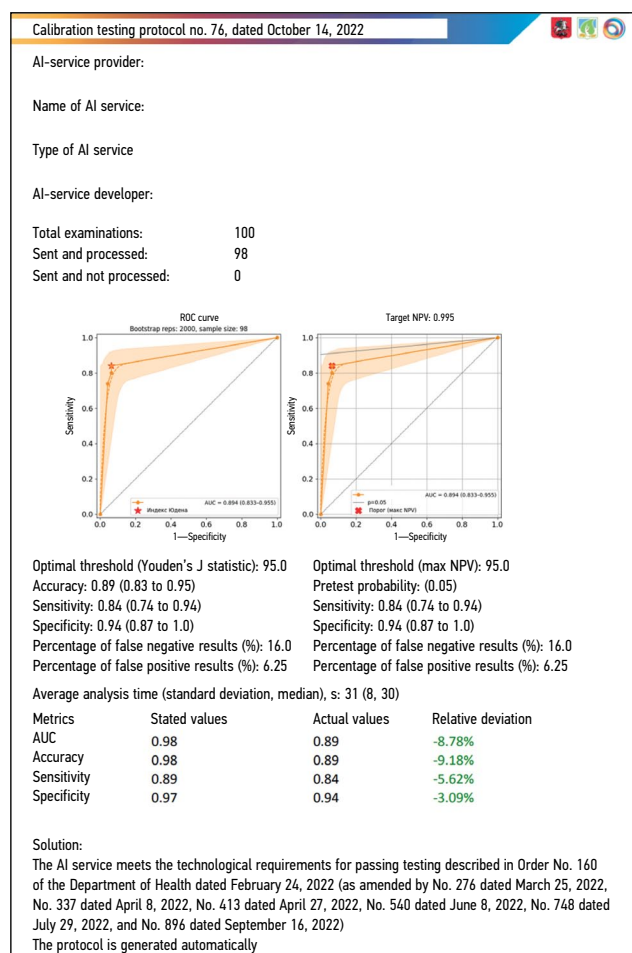 Calibration testing protocol no. 76, dated October 14, 2022
AI-service provider:
Name of AI service:
Type of AI service
AI-service developer:
Total examinations: 100
Sent and processed: 98
Sent and not processed: 0
ROC curve
Bootstrap reps: 2000, sample size: 98
Sensitivity
1.0
0.8
0.6
0.4
0.2
0.0
AUC = 0.894 (0.833–0.955)
Индекс Юдена
0.0 0.2 0.4 0.6 0.8 1.0
1—Specificity
Target NPV: 0.995
Sensitivity
1.0
0.8
0.6
0.4
0.2
0.0
AUC = 0.894 (0.833–0.955)
p=0.05
Порог (макс NPV)
0.0 0.2 0.4 0.6 0.8 1.0
1—Specificity
Optimal threshold (Youden's J statistic): 95.0
Accuracy: 0.89 (0.83 to 0.95)
Sensitivity: 0.84 (0.74 to 0.94)
Specificity: 0.94 (0.87 to 1.0)
Percentage of false negative results (%): 16.0
Percentage of false positive results (%): 6.25
Optimal threshold (max NPV): 95.0
Pretest probability: (0.05)
Sensitivity: 0.84 (0.74 to 0.94)
Specificity: 0.94 (0.87 to 1.0)
Percentage of false negative results (%): 16.0
Percentage of false positive results (%): 6.25
Average analysis time (standard deviation, median), s: 31 (8, 30)
Metrics Stated values Actual values Relative deviation
AUC 0.98 0.89 -8.78%
Accuracy 0.98 0.89 -9.18%
Sensitivity 0.89 0.84 -5.62%
Specificity 0.97 0.94 -3.09%
Solution:
The AI service meets the technological requirements for passing testing described in Order No. 160
of the Department of Health dated February 24, 2022 (as amended by No. 276 dated March 25, 2022,
No. 337 dated April 8, 2022, No. 413 dated April 27, 2022, No. 540 dated June 8, 2022, No. 748 dated
July 29, 2022, and No. 896 dated September 16, 2022)
The protocol is generated automatically